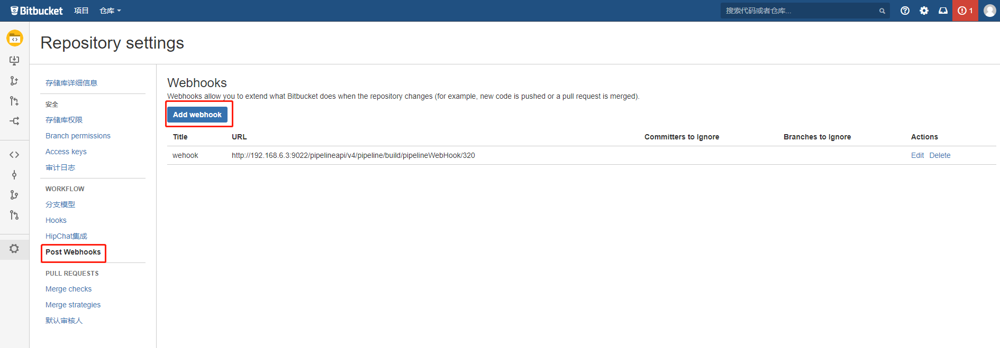 Bitbucket 项目 仓库 搜索代码或者仓库... 1
Repository settings
存储库详细信息
安全
存储库权限
Branch permissions
Access keys
审计日志
WORKFLOW
分支模型
Hooks
HipChat集成
Post Webhooks
PULL REQUESTS
Merge checks
Merge strategies
默认审核人
Webhooks
Webhooks allow you to extend what Bitbucket does when the repository changes (for example, new code is pushed or a pull request is merged).
Add webhook
Title URL Committers to Ignore Branches to Ignore Actions
wehook http://192.168.6.3:9022/pipelineapi/v4/pipeline/build/pipelineWebHook/320 Edit Delete